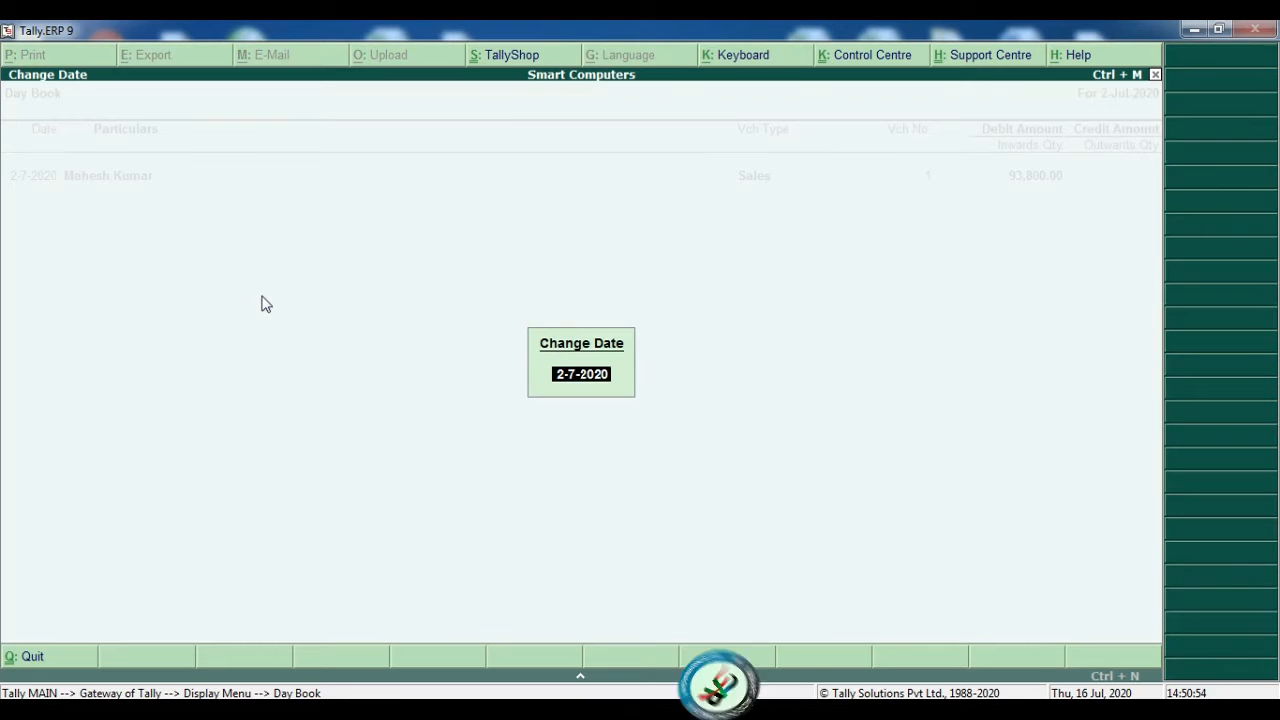 Tally.ERP 9
P: Print E: Export M: E-Mail O: Upload S: TallyShop G: Language K: Keyboard K: Control Centre H: Support Centre H: Help
Change Date Smart Computers Ctrl + M
Day Book For 2-Jul-2020
Date Particulars Vch Type Vch No Debit Amount Credit Amount
Inwards Qty Outwards Qty
2-7-2020 Mahesh Kumar Sales 1 93,800.00
Change Date
2-7-2020
Q: Quit
Ctrl + N
Tally MAIN --> Gateway of Tally --> Display Menu --> Day Book © Tally Solutions Pvt Ltd., 1988-2020 Thu, 16 Jul, 2020 14:50:54